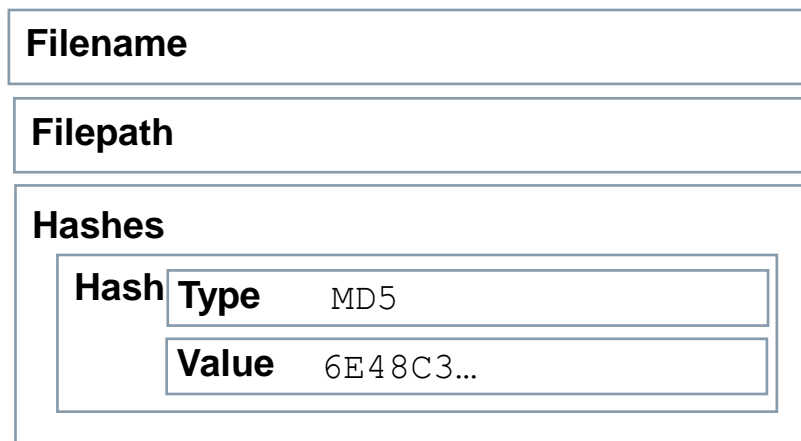 Filename
Filepath
Hashes
Hash Type MD5
Value 6E48C3…